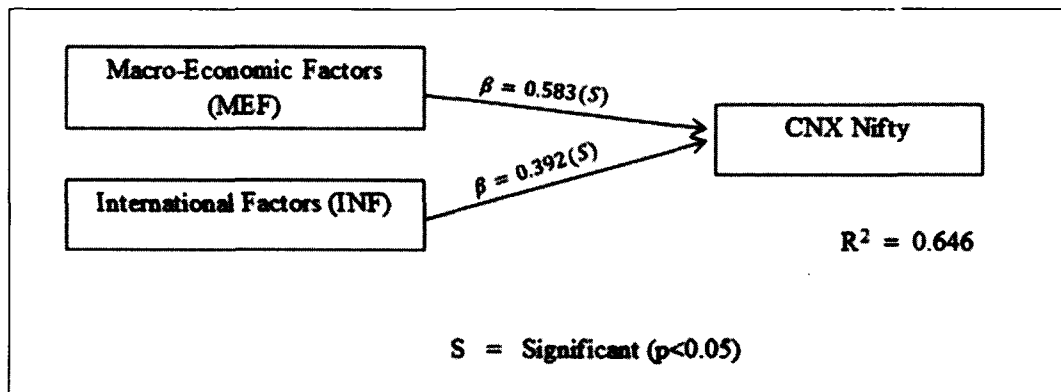 Macro-Economic Factors
(MEF)
β = 0.583(S)
CNX Nifty
β = 0.392(S)
International Factors (INF)
R² = 0.646
S = Significant (p<0.05)